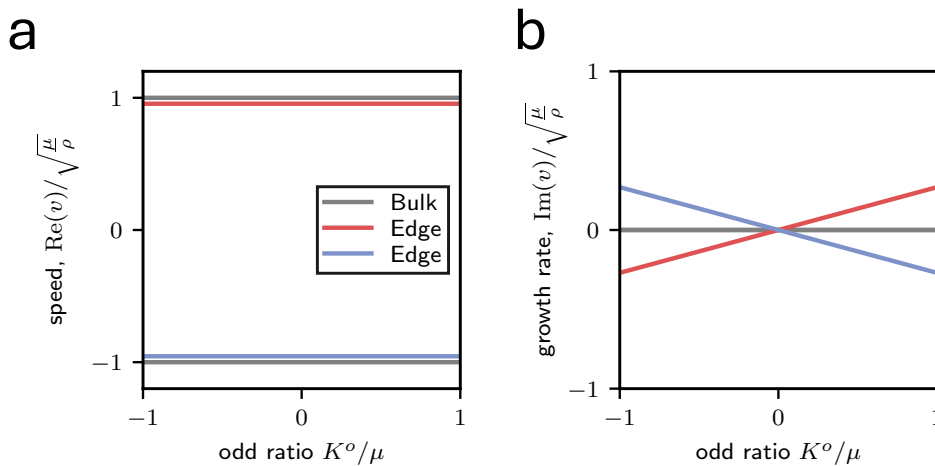 a
speed, Re(v)/√μ/ρ
1
0
−1
Bulk
Edge
Edge
−1
0
1
odd ratio K^o/μ
b
growth rate, Im(v)/√μ/ρ
1
0
−1
−1
0
1
odd ratio K^o/μ